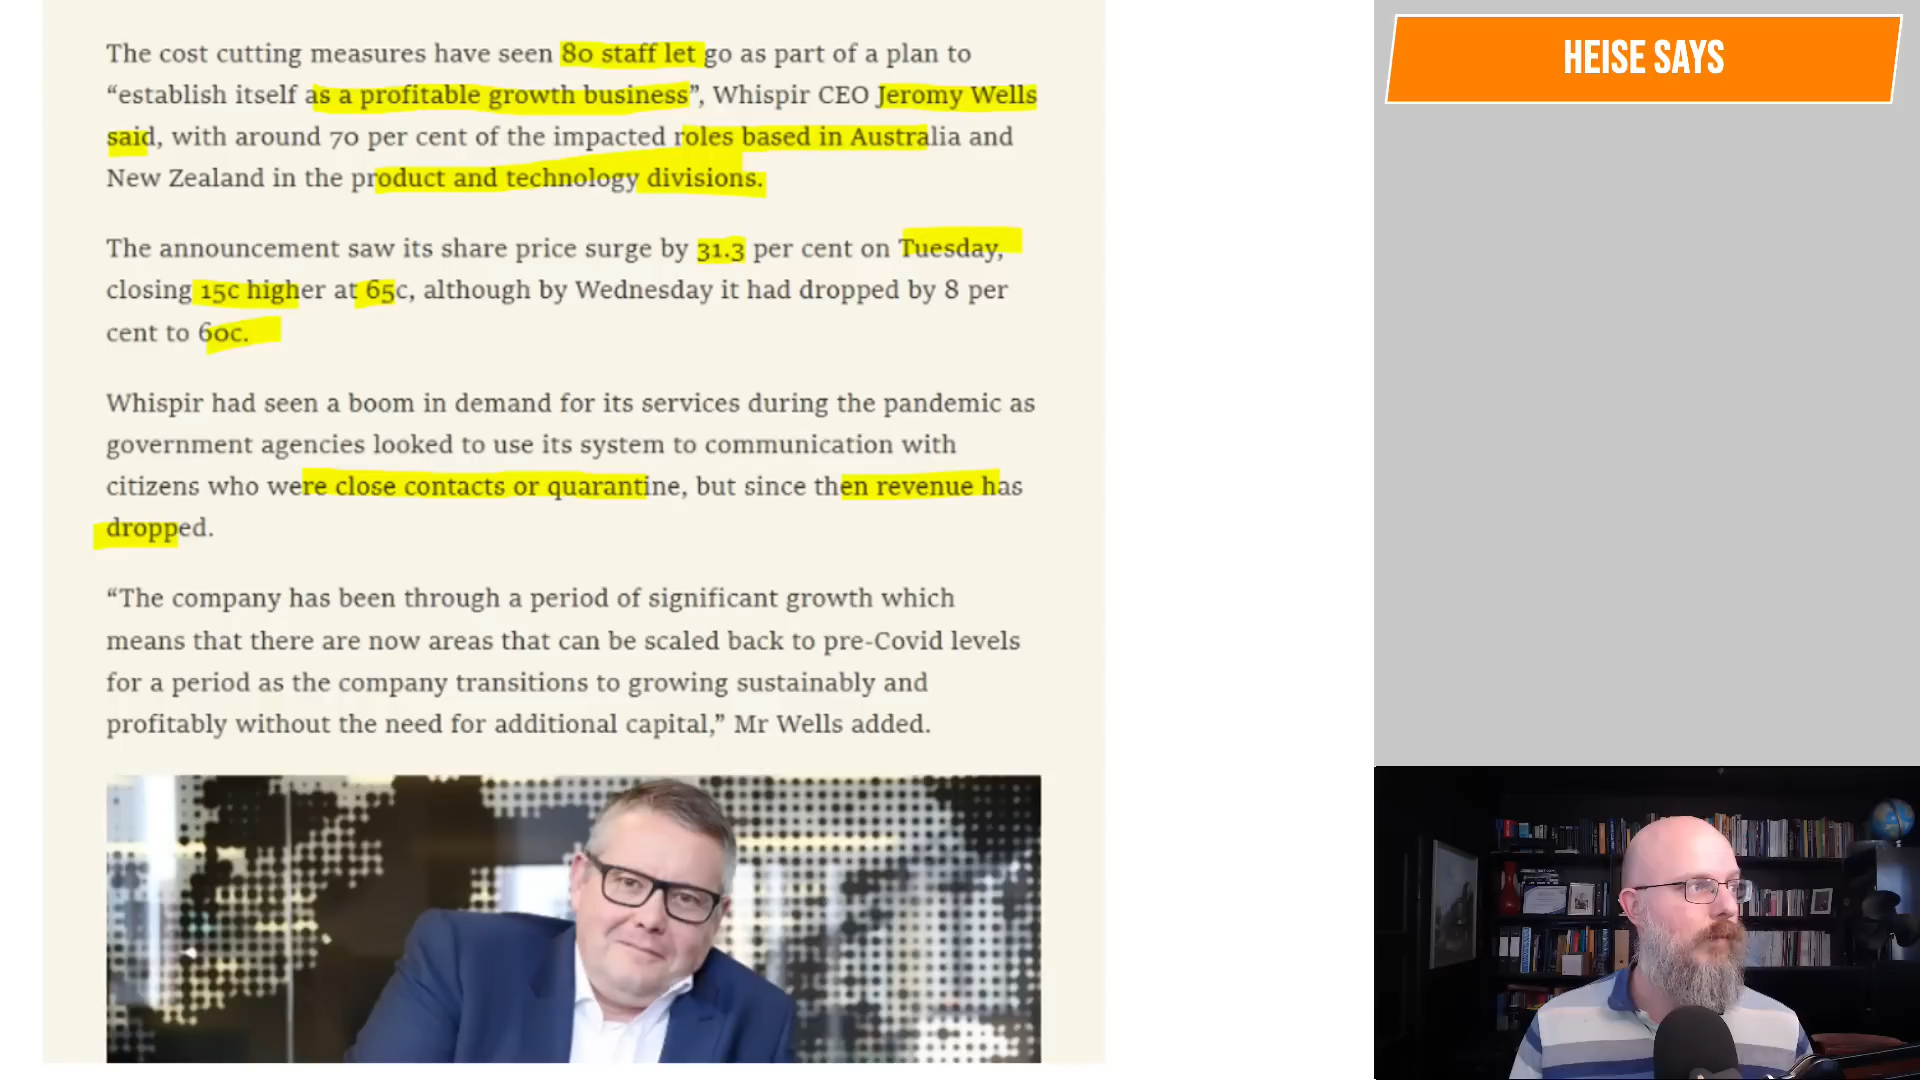 The cost cutting measures have seen 80 staff let go as part of a plan to
“establish itself as a profitable growth business”, Whispir CEO Jeromy Wells
said, with around 70 per cent of the impacted roles based in Australia and
New Zealand in the product and technology divisions.
The announcement saw its share price surge by 31.3 per cent on Tuesday,
closing 15c higher at 65c, although by Wednesday it had dropped by 8 per
cent to 60c.
Whispir had seen a boom in demand for its services during the pandemic as
government agencies looked to use its system to communication with
citizens who were close contacts or quarantine, but since then revenue has
dropped.
“The company has been through a period of significant growth which
means that there are now areas that can be scaled back to pre-Covid levels
for a period as the company transitions to growing sustainably and
profitably without the need for additional capital,” Mr Wells added.
HEISE SAYS